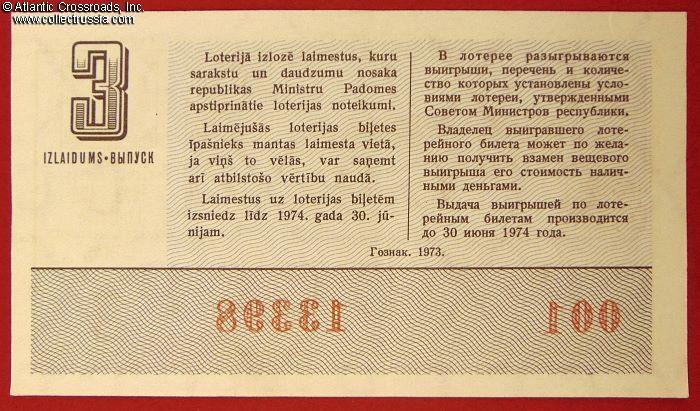 © Atlantic Crossroads, Inc.
www.collectrussia.com
3
IZLAIDUMS • ВЫПУСК
Loterijā izlozē laimestus, kuru
sarakstu un daudzumu nosaka
republikas Ministru Padomes
apstiprinātie loterijas noteikumi.
Laimējušās loterijas biļetes
īpašnieks mantas laimesta vietā,
ja viņš to vēlās, var saņemt
arī atbilstošo vērtību naudā.
Laimestus uz loterijas biļetēm
izsniedz līdz 1974. gada 30. jū-
nijam.
В лотерее разыгрываются
выигрыши, перечень и количе-
ство которых установлены усло-
виями лотереи, утвержденными
Советом Министров республики.
Владелец выигравшего лоте-
рейного билета может по жела-
нию получить взамен вещевого
выигрыша его стоимость налич-
ными деньгами.
Выдача выигрышей по лоте-
рейным билетам производится
до 30 июня 1974 года.
Гознак. 1973.